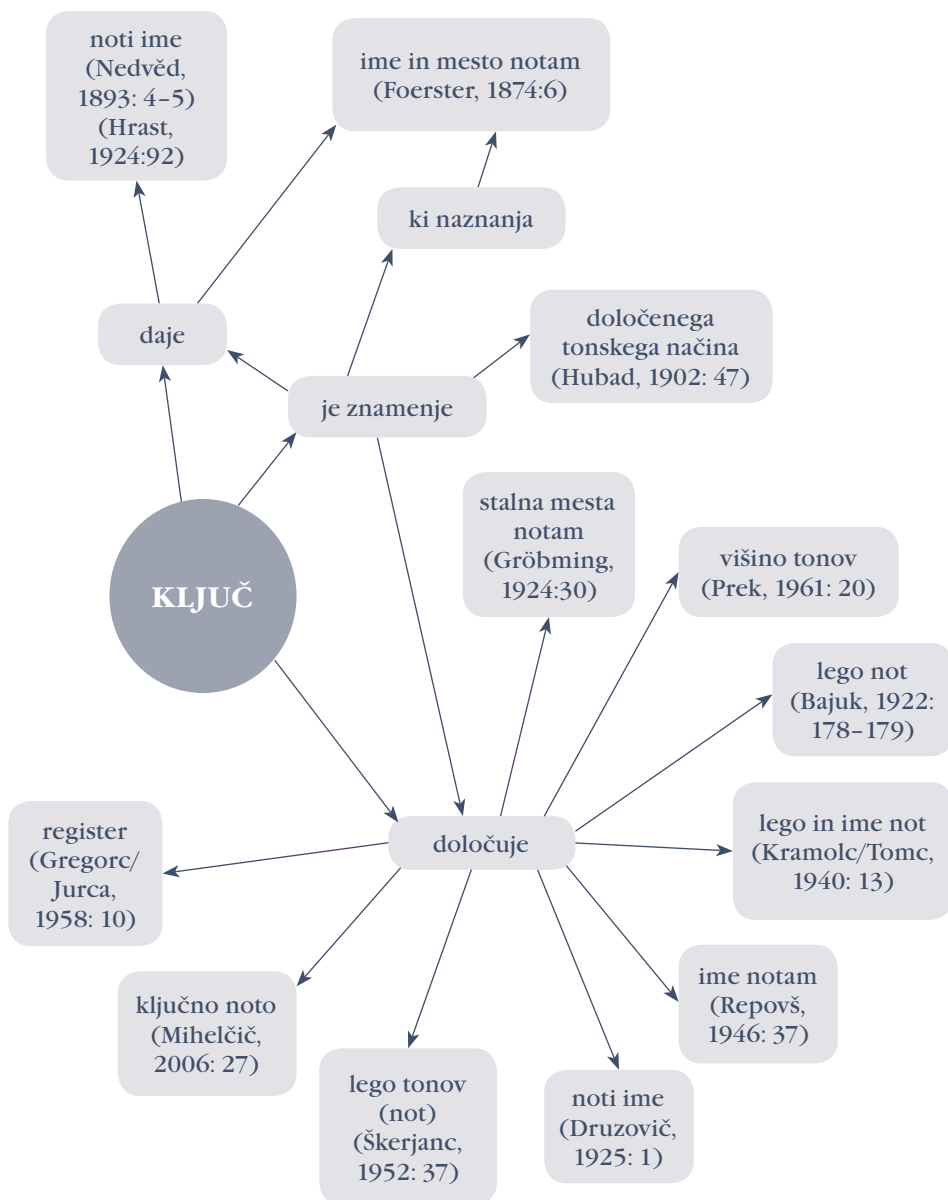 noti ime
(Nedvěd,
1893: 4–5)
(Hrast,
1924:92)
ime in mesto notam
(Foerster, 1874:6)
ki naznanja
daje
določenega
tonskega načina
(Hubad, 1902: 47)
je znamenje
stalna mesta
notam
(Gröbming,
1924:30)
višino tonov
(Prek, 1961: 20)
KLJUČ
lego not
(Bajuk, 1922:
178–179)
lego in ime not
(Kramolc/Tomc,
1940: 13)
določuje
register
(Gregorc/
Jurca,
1958: 10)
ime notam
(Repovš,
1946: 37)
ključno noto
(Mihelčič,
2006: 27)
lego tonov
(not)
(Škerjanc,
1952: 37)
noti ime
(Druzovič,
1925: 1)